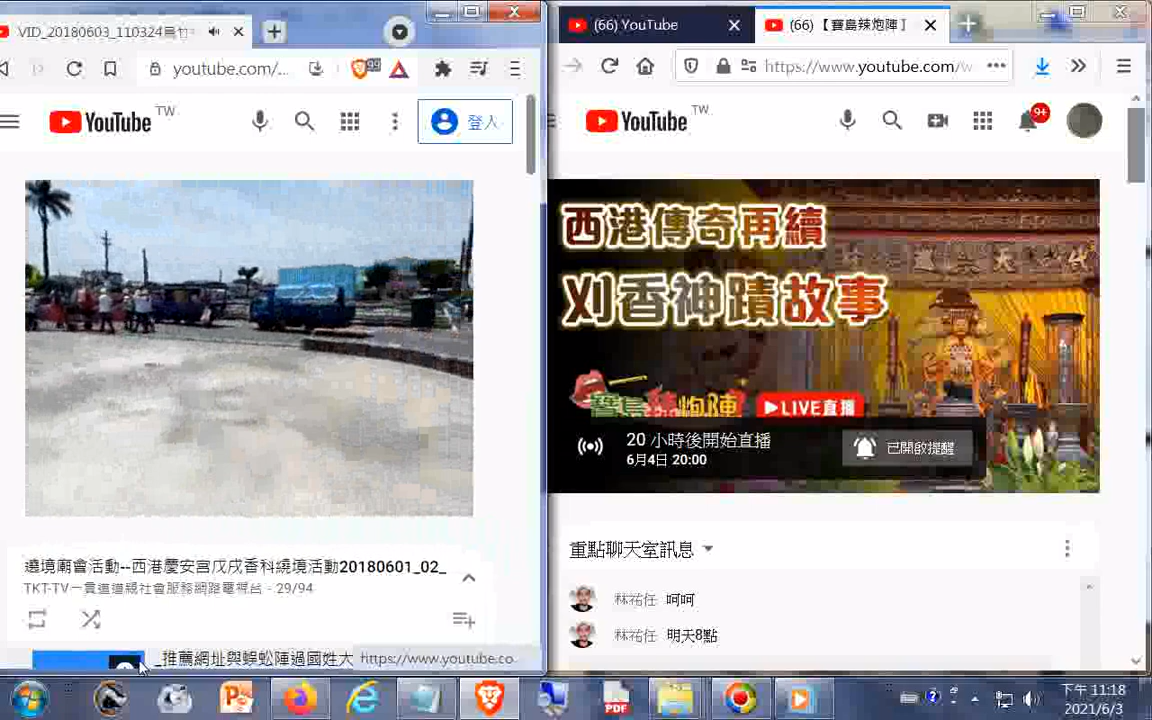 VID_20180603_110324
youtube.com/...
99
YouTube TW
登入
遶境廟會活動--西港慶安宮戊戌香科繞境活動20180601_02_
TKT-TV一貫道道親社會服務網路電視台 - 29/94
_推薦網址與蜈蚣陣過國姓大
https://www.youtube.co
(66) YouTube
(66) 【寶島辣炮陣】
https://www.youtube.com/w
YouTube TW
9+
西港傳奇再續
刈香神蹟故事
寶島辣炮陣
LIVE直播
20 小時後開始直播
6月4日 20:00
已開啟提醒
重點聊天室訊息
林祐任 呵呵
林祐任 明天8點
PDF
下午 11:18
2021/6/3